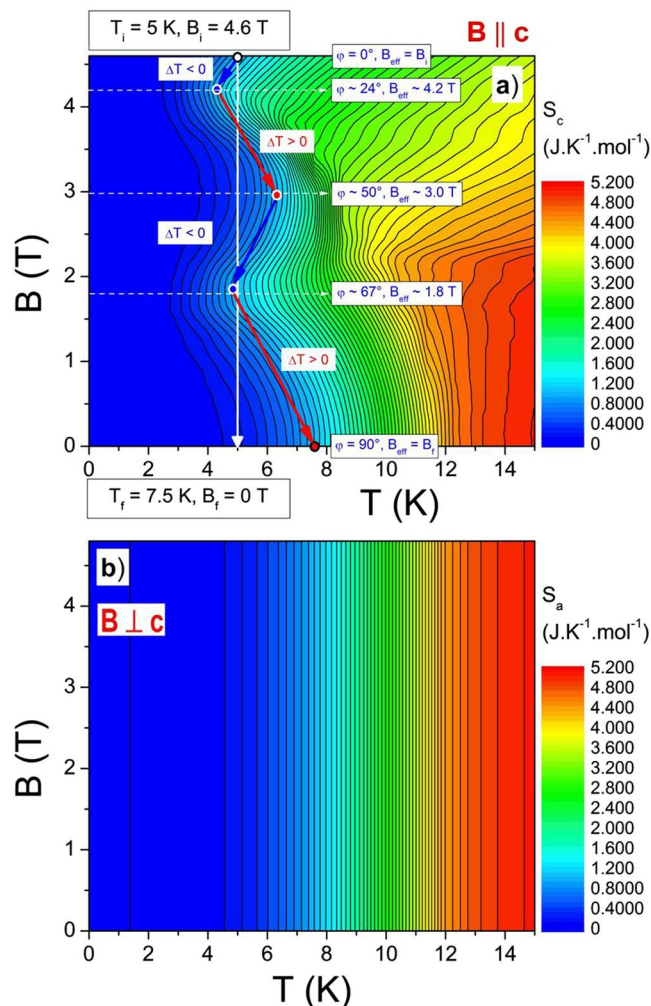 T_i = 5 K, B_i = 4.6 T
B ∥ c
a)
φ = 0°, B_eff = B_i
ΔT < 0
φ ~ 24°, B_eff ~ 4.2 T
ΔT > 0
φ ~ 50°, B_eff ~ 3.0 T
ΔT < 0
φ ~ 67°, B_eff ~ 1.8 T
ΔT > 0
φ = 90°, B_eff = B_f
B (T)
4
3
2
1
0
0 2 4 6 8 10 12 14
T_f = 7.5 K, B_f = 0 T
T (K)
S_c
(J.K⁻¹.mol⁻¹)
5.200
4.800
4.400
4.000
3.600
3.200
2.800
2.400
2.000
1.600
1.200
0.8000
0.4000
0
b)
B ⊥ c
B (T)
4
3
2
1
0
0 2 4 6 8 10 12 14
T (K)
S_a
(J.K⁻¹.mol⁻¹)
5.200
4.800
4.400
4.000
3.600
3.200
2.800
2.400
2.000
1.600
1.200
0.8000
0.4000
0